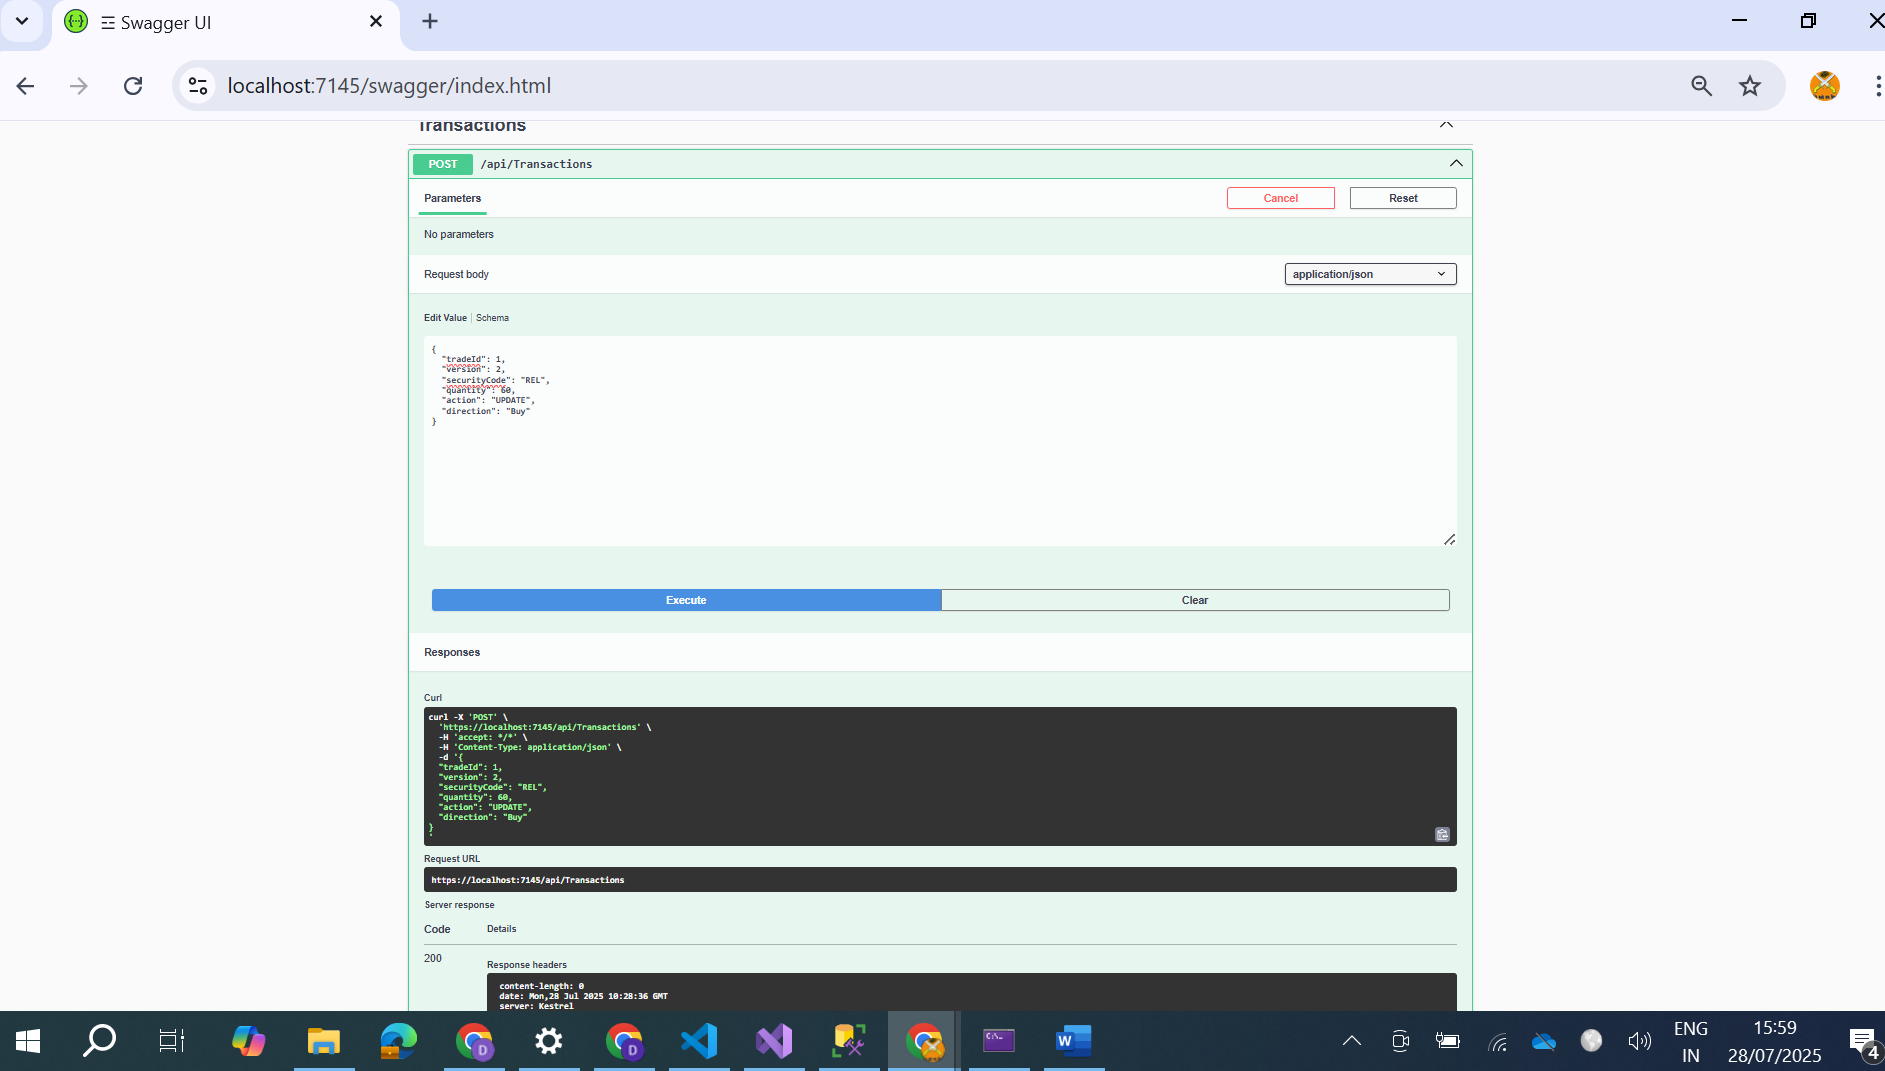 Swagger UI
localhost:7145/swagger/index.html
Transactions
POST /api/Transactions
Parameters
Cancel
Reset
No parameters
Request body
application/json
Edit Value | Schema
{
"tradeId": 1,
"version": 2,
"securityCode": "REL",
"quantity": 60,
"action": "UPDATE",
"direction": "Buy"
}
Execute
Clear
Responses
Curl
curl -X 'POST' \
'https://localhost:7145/api/Transactions' \
-H 'accept: */*' \
-H 'Content-Type: application/json' \
-d '{
"tradeId": 1,
"version": 2,
"securityCode": "REL",
"quantity": 60,
"action": "UPDATE",
"direction": "Buy"
}
'
Request URL
https://localhost:7145/api/Transactions
Server response
Code Details
200
Response headers
content-length: 0
date: Mon,28 Jul 2025 10:28:36 GMT
server: Kestrel
D
D
C:\_
W
ENG
IN
15:59
28/07/2025
4